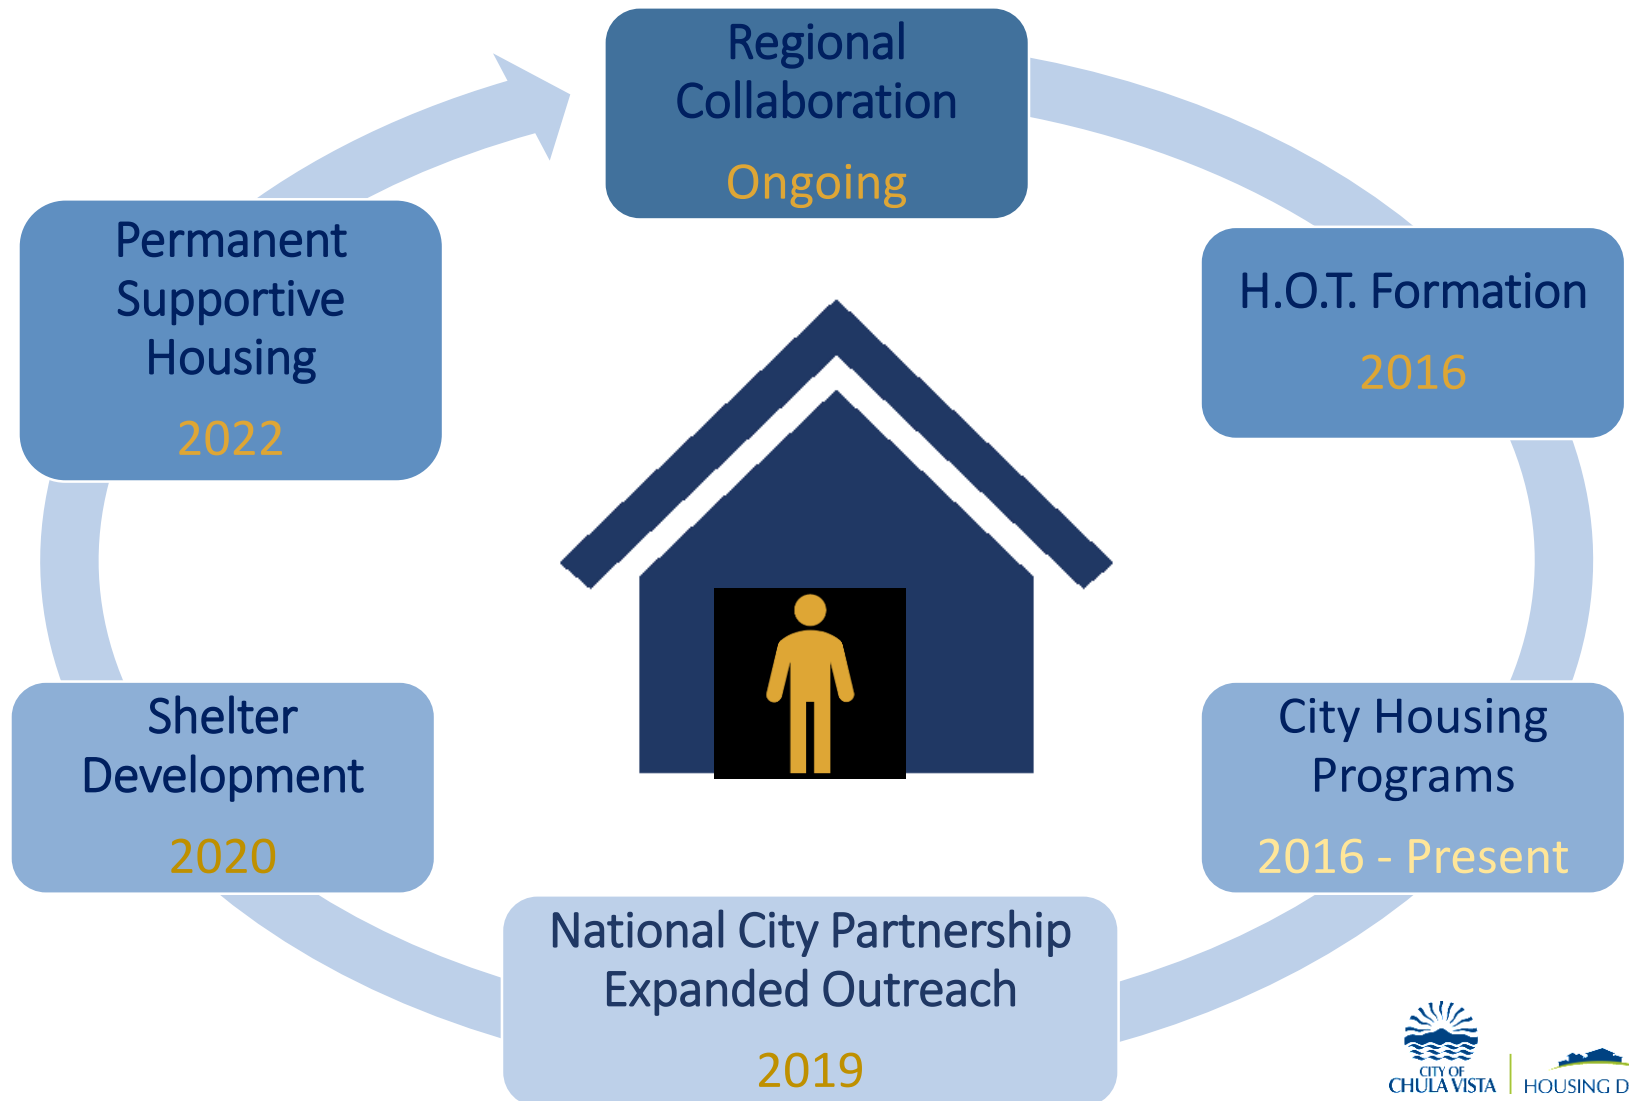 Regional
Collaboration
Ongoing
H.O.T. Formation
2016
City Housing
Programs
2016 - Present
National City Partnership
Expanded Outreach
2019
Shelter
Development
2020
Permanent
Supportive
Housing
2022
CITY OF
CHULA VISTA
HOUSING D